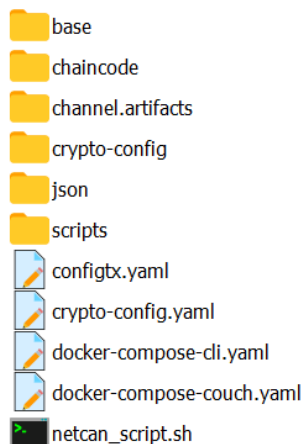 base
chaincode
channel.artifacts
crypto-config
json
scripts
configtx.yaml
crypto-config.yaml
docker-compose-cli.yaml
docker-compose-couch.yaml
netcan_script.sh